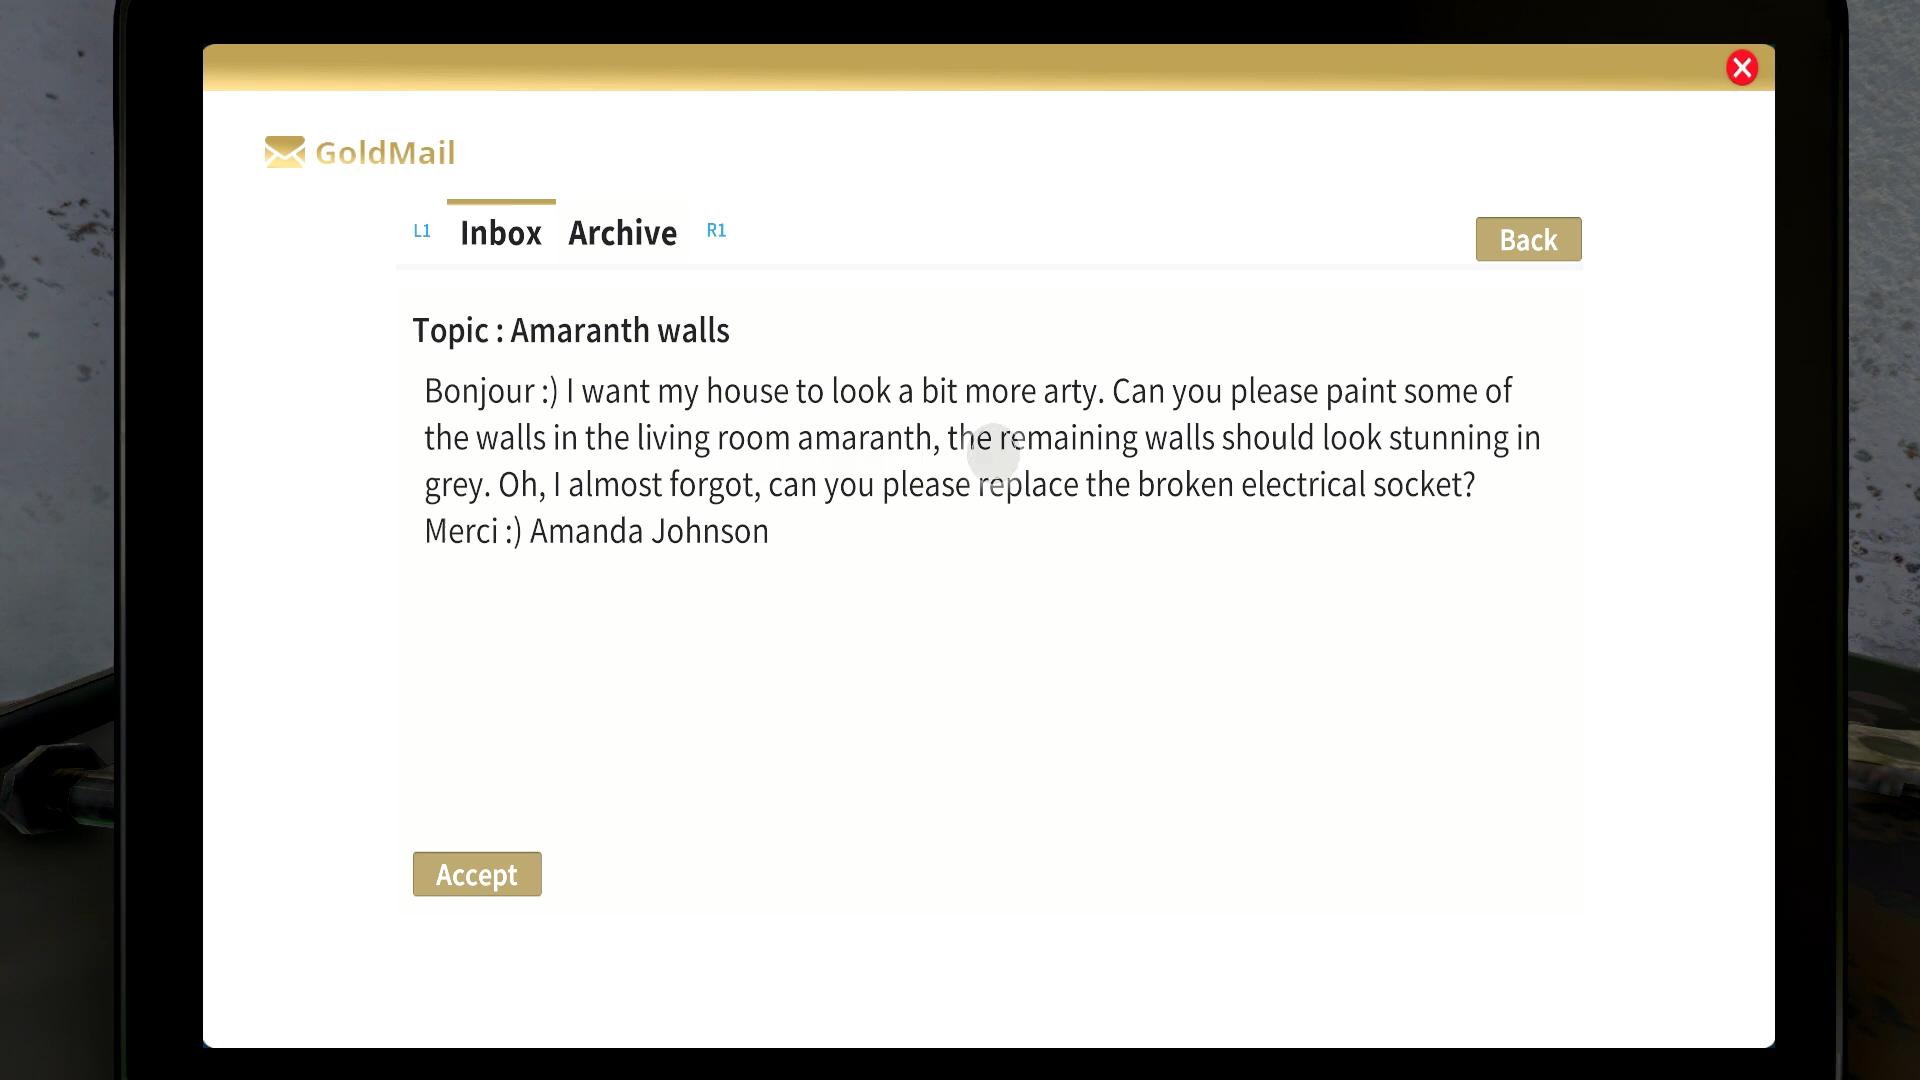 GoldMail
L1 Inbox Archive R1
Back
Topic : Amaranth walls
Bonjour :) I want my house to look a bit more arty. Can you please paint some of
the walls in the living room amaranth, the remaining walls should look stunning in
grey. Oh, I almost forgot, can you please replace the broken electrical socket?
Merci :) Amanda Johnson
Accept